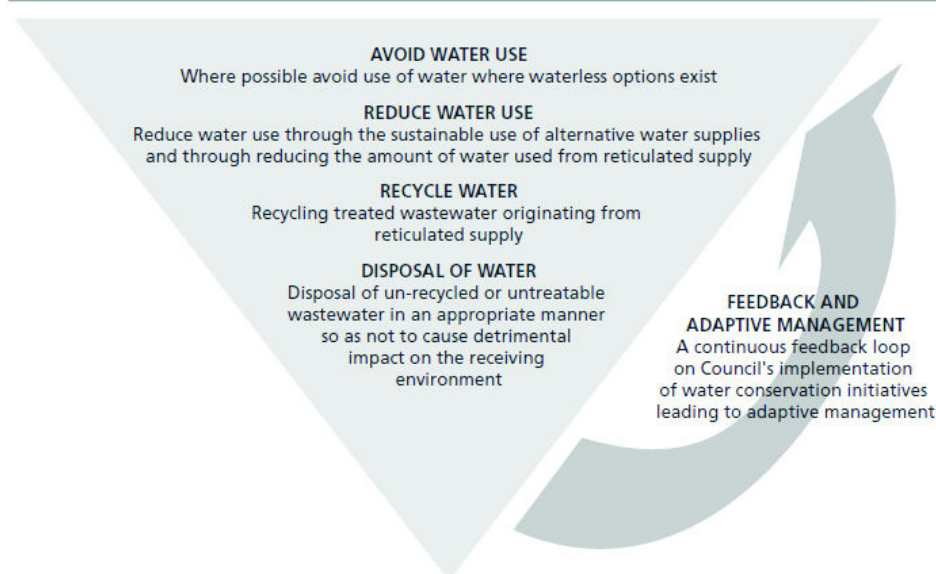 AVOID WATER USE
Where possible avoid use of water where waterless options exist
REDUCE WATER USE
Reduce water use through the sustainable use of alternative water supplies
and through reducing the amount of water used from reticulated supply
RECYCLE WATER
Recycling treated wastewater originating from
reticulated supply
DISPOSAL OF WATER
Disposal of un-recycled or untreatable
wastewater in an appropriate manner
so as not to cause detrimental
impact on the receiving
environment
FEEDBACK AND
ADAPTIVE MANAGEMENT
A continuous feedback loop
on Council's implementation
of water conservation initiatives
leading to adaptive management